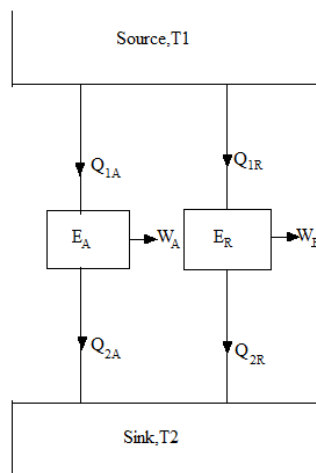 Source,T1
Q1A Q1R
EA WA ER
Q2A Q2R
Sink,T2